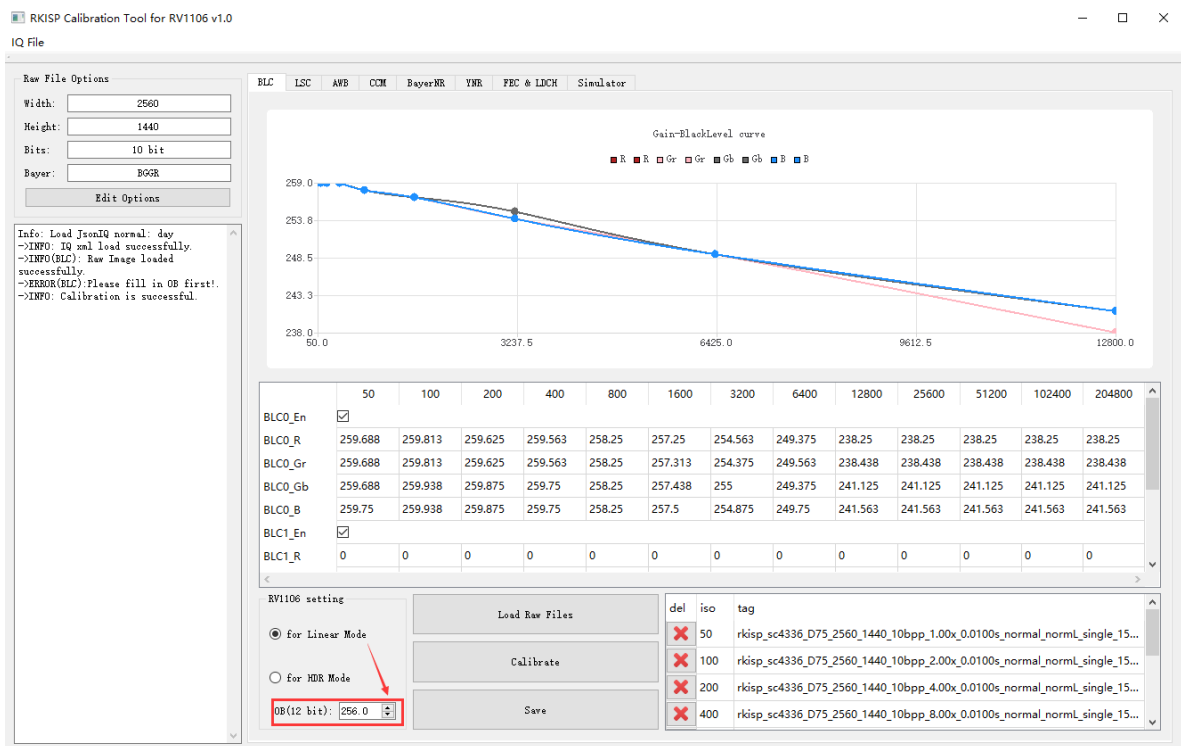 RKISP Calibration Tool for RV1106 v1.0
IQ File
Raw File Options
Width: 2560
Height: 1440
Bits: 10 bit
Bayer: BGGR
Edit Options
Info: Load JsonIQ normal: day
->INFO: IQ xml load successfully.
->INFO(BLC): Raw Image loaded
successfully.
->ERROR(BLC):Please fill in OB first!.
->INFO: Calibration is successful.
BLC LSC AWB CCM BayerNR YNR FEC & LDCH Simulator
Gain-BlackLevel curve
R R Gr Gr Gb Gb B B
259.0
253.8
248.5
243.3
238.0
50.0 3237.5 6425.0 9612.5 12800.0
50 100 200 400 800 1600 3200 6400 12800 25600 51200 102400 204800
BLC0_En
BLC0_R 259.688 259.813 259.625 259.563 258.25 257.25 254.563 249.375 238.25 238.25 238.25 238.25 238.25
BLC0_Gr 259.688 259.813 259.625 259.563 258.25 257.313 254.375 249.563 238.438 238.438 238.438 238.438 238.438
BLC0_Gb 259.688 259.938 259.875 259.75 258.25 257.438 255 249.375 241.125 241.125 241.125 241.125 241.125
BLC0_B 259.75 259.938 259.875 259.75 258.25 257.5 254.875 249.75 241.563 241.563 241.563 241.563 241.563
BLC1_En
BLC1_R 0 0 0 0 0 0 0 0 0 0 0 0 0
RV1106 setting
for Linear Mode
for HDR Mode
OB(12 bit): 256.0
Load Raw Files
Calibrate
Save
del iso tag
50 rkisp_sc4336_D75_2560_1440_10bpp_1.00x_0.0100s_normal_normL_single_15...
100 rkisp_sc4336_D75_2560_1440_10bpp_2.00x_0.0100s_normal_normL_single_15...
200 rkisp_sc4336_D75_2560_1440_10bpp_4.00x_0.0100s_normal_normL_single_15...
400 rkisp_sc4336_D75_2560_1440_10bpp_8.00x_0.0100s_normal_normL_single_15...